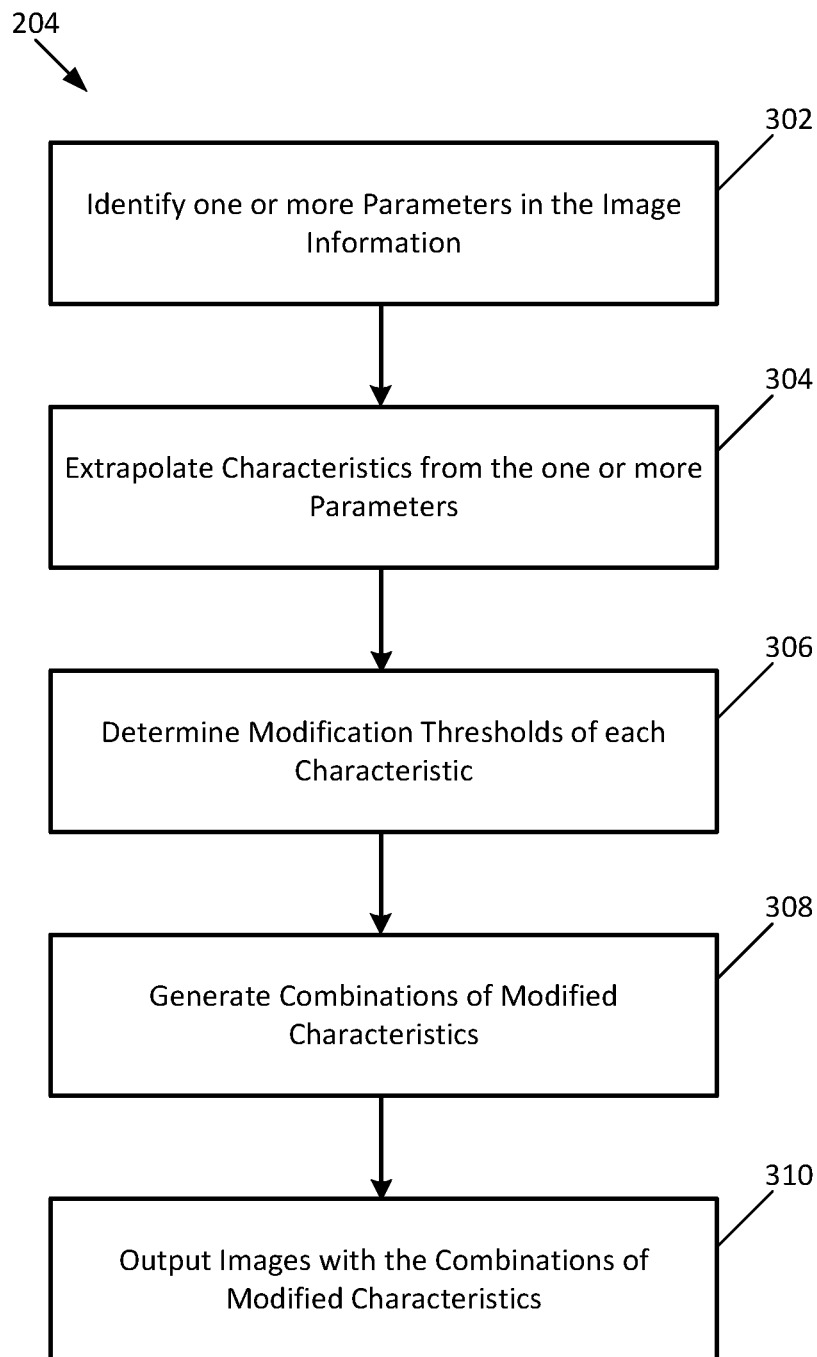 204
302
Identify one or more Parameters in the Image
Information
304
Extrapolate Characteristics from the one or more
Parameters
306
Determine Modification Thresholds of each
Characteristic
308
Generate Combinations of Modified
Characteristics
310
Output Images with the Combinations of
Modified Characteristics